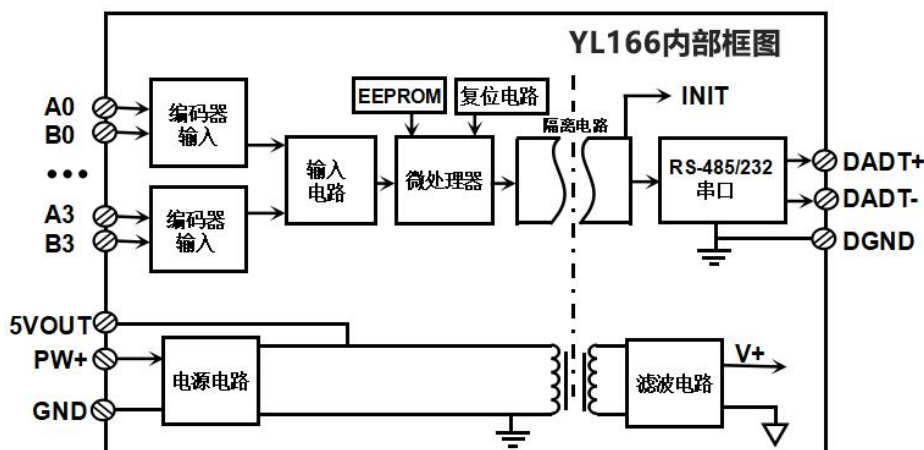 YL166内部框图
A0
B0
•••
A3
B3
编码器
输入
编码器
输入
输入
电路
EEPROM
复位电路
微处理器
隔离电路
INIT
RS-485/232
串口
DADT+
DADT-
DGND
5VOUT
PW+
GND
电源电路
滤波电路
V+